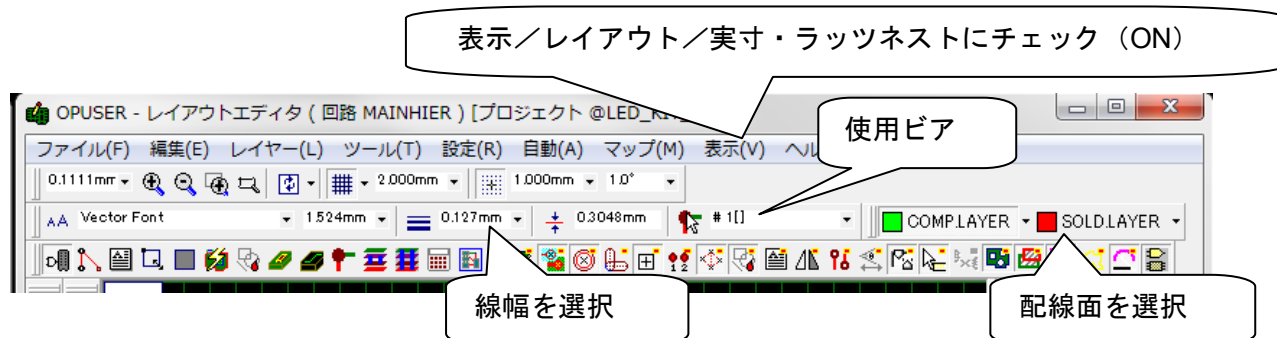 表示／レイアウト／実寸・ラッツネストにチェック（ON）
OPUSER - レイアウトエディタ ( 回路 MAINHIER ) [プロジェクト @LED_
使用ビア
ファイル(F) 編集(E) レイヤー(L) ツール(T) 設定(R) 自動(A) マップ(M) 表示(V)
0.1111mm 2.000mm 1.000mm 1.0°
AA Vector Font 1.524mm 0.127mm 0.3048mm # 1[] COMP.LAYER SOLD.LAYER
線幅を選択
配線面を選択